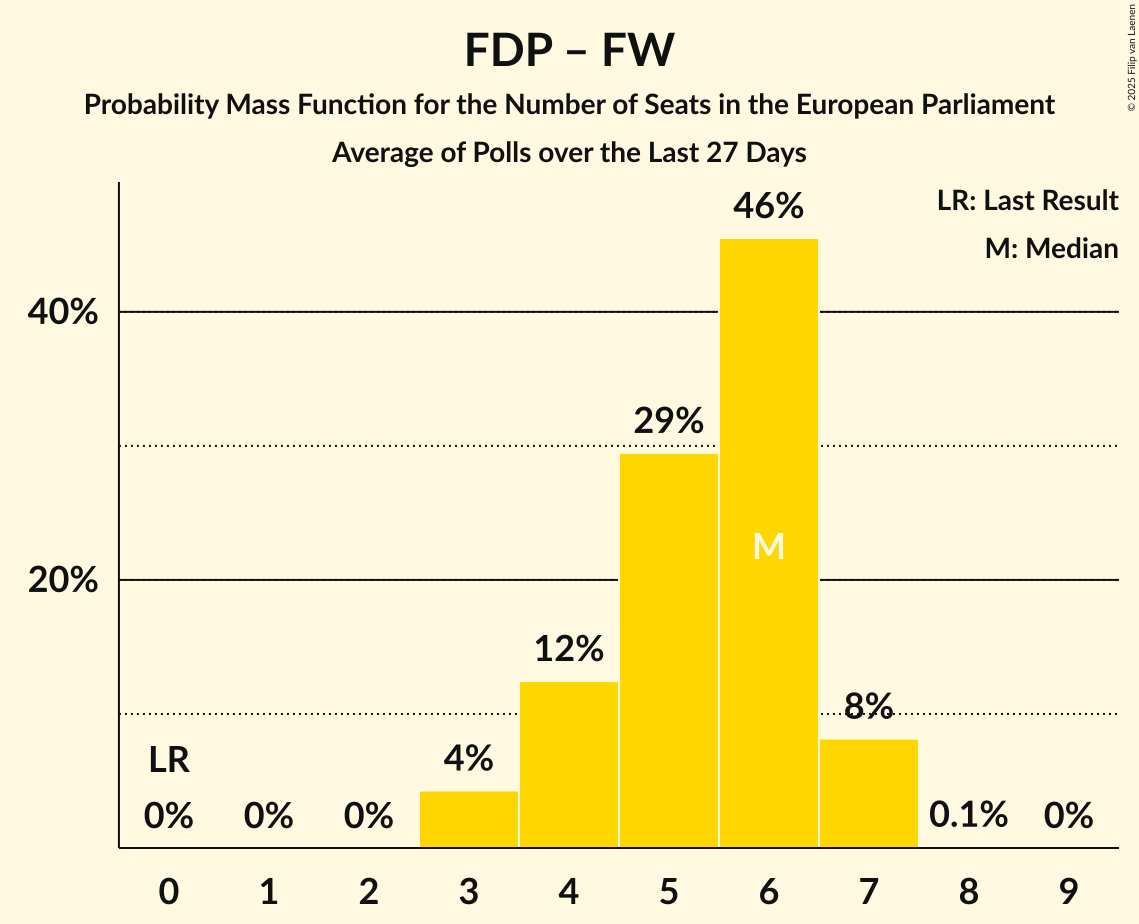 FDP – FW
Probability Mass Function for the Number of Seats in the European Parliament
Average of Polls over the Last 27 Days
© 2025 Filip van Laenen
LR: Last Result
M: Median
46%
40%
29%
M
20%
12%
8%
LR
4%
0%
0%
0%
0.1%
0%
0
1
2
3
4
5
6
7
8
9